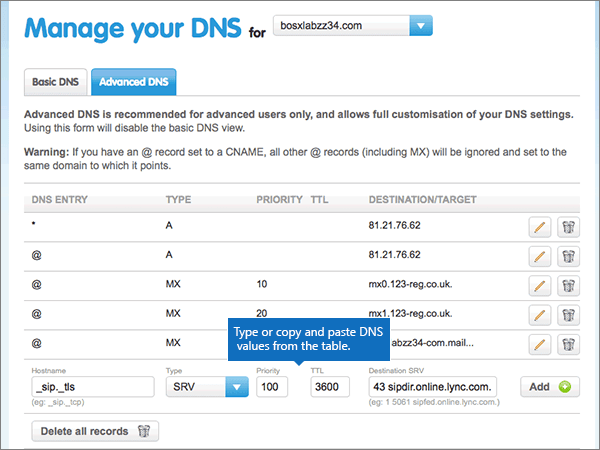 Manage your DNS for bosxlabzz34.com
Basic DNS Advanced DNS
Advanced DNS is recommended for advanced users only, and allows full customisation of your DNS settings.
Using this form will disable the basic DNS view.
Warning: If you have an @ record set to a CNAME, all other @ records (including MX) will be ignored and set to the
same domain to which it points.
DNS ENTRY TYPE PRIORITY TTL DESTINATION/TARGET
* A 81.21.76.62
@ A 81.21.76.62
@ MX 10 mx0.123-reg.co.uk.
@ MX 20 mx1.123-reg.co.uk.
Type or copy and paste DNS
values from the table.
@ MX abzz34-com.mail...
Hostname Type Priority TTL Destination SRV
_sip._tls SRV 100 3600 43 sipdir.online.lync.com. Add
(eg: _sip._tcp) (eg: 1 5061 sipfed.online.lync.com.)
Delete all records